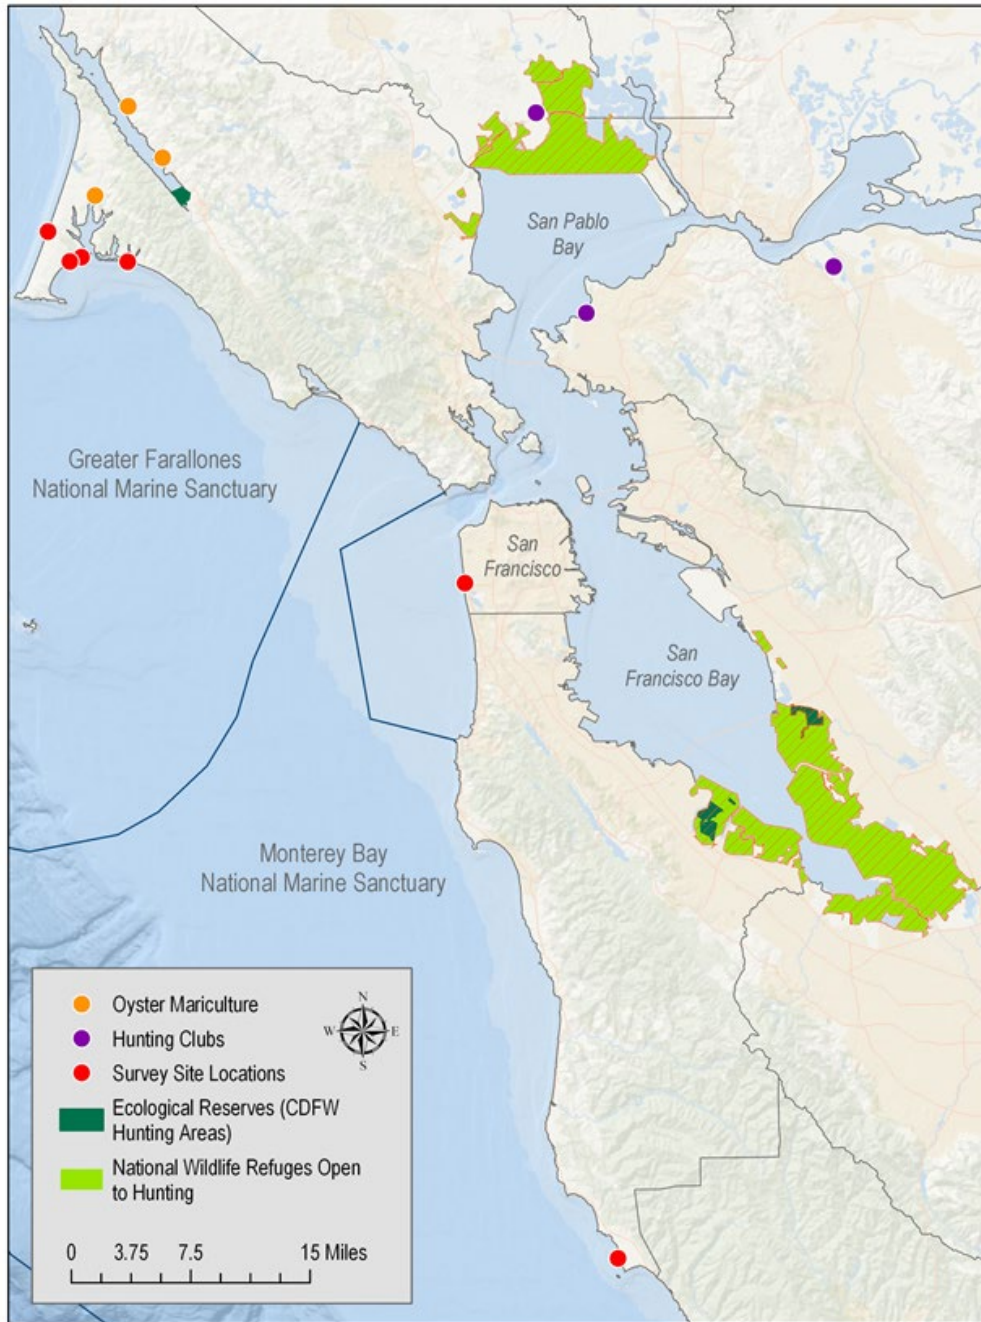 San Pablo
Bay
Greater Farallones
National Marine Sanctuary
San
Francisco
San
Francisco Bay
Monterey Bay
National Marine Sanctuary
Oyster Mariculture
Hunting Clubs
Survey Site Locations
Ecological Reserves (CDFW
Hunting Areas)
National Wildlife Refuges Open
to Hunting
N
W E
S
0 3.75 7.5 15 Miles